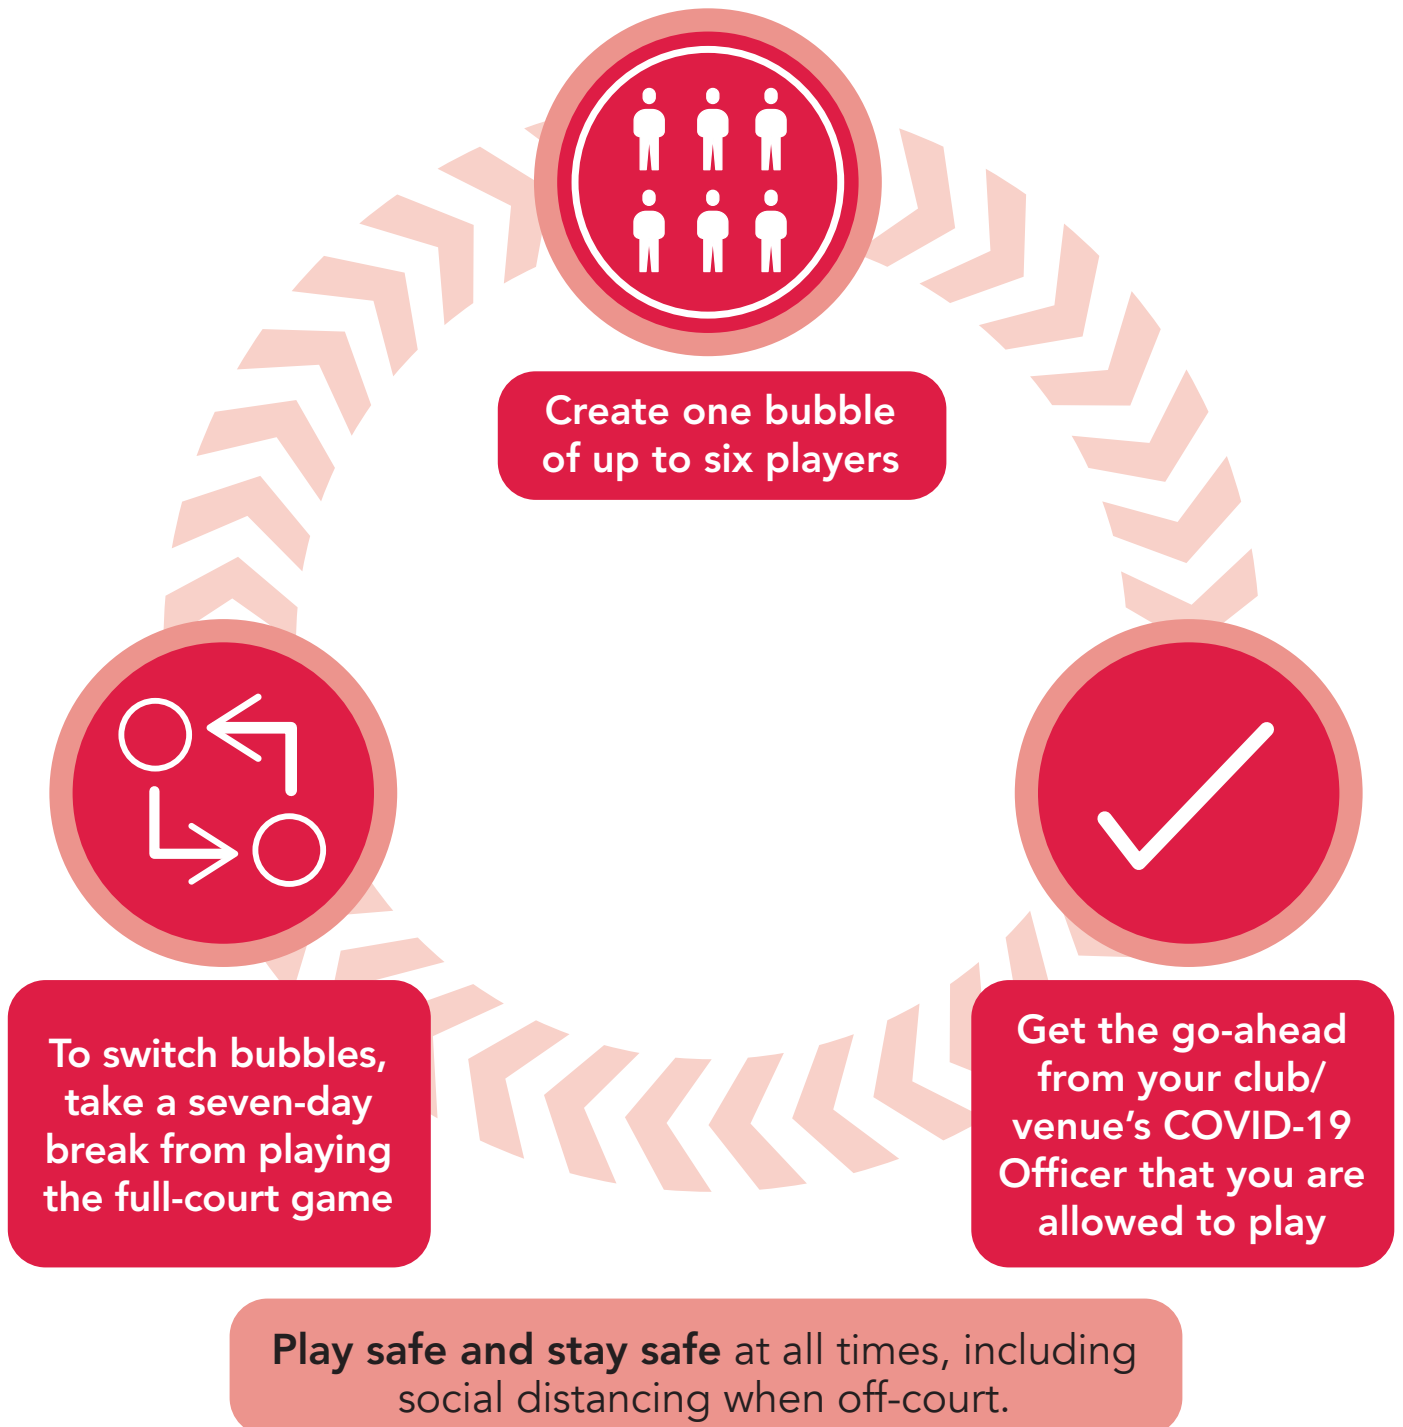 Create one bubble
of up to six players
Get the go-ahead
from your club/
venue's COVID-19
Officer that you are
allowed to play
To switch bubbles,
take a seven-day
break from playing
the full-court game
Play safe and stay safe at all times, including
social distancing when off-court.